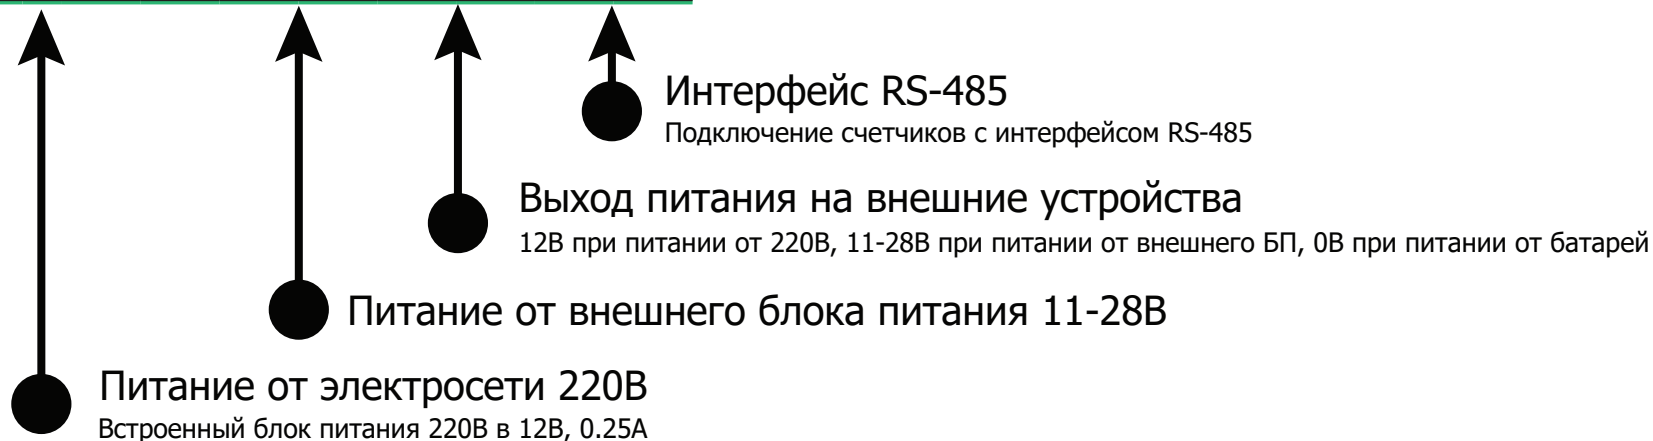 Интерфейс RS-485
Подключение счетчиков с интерфейсом RS-485
Выход питания на внешние устройства
12В при питании от 220В, 11-28В при питании от внешнего БП, 0В при питании от батарей
Питание от внешнего блока питания 11-28В
Питание от электросети 220В
Встроенный блок питания 220В в 12В, 0.25А